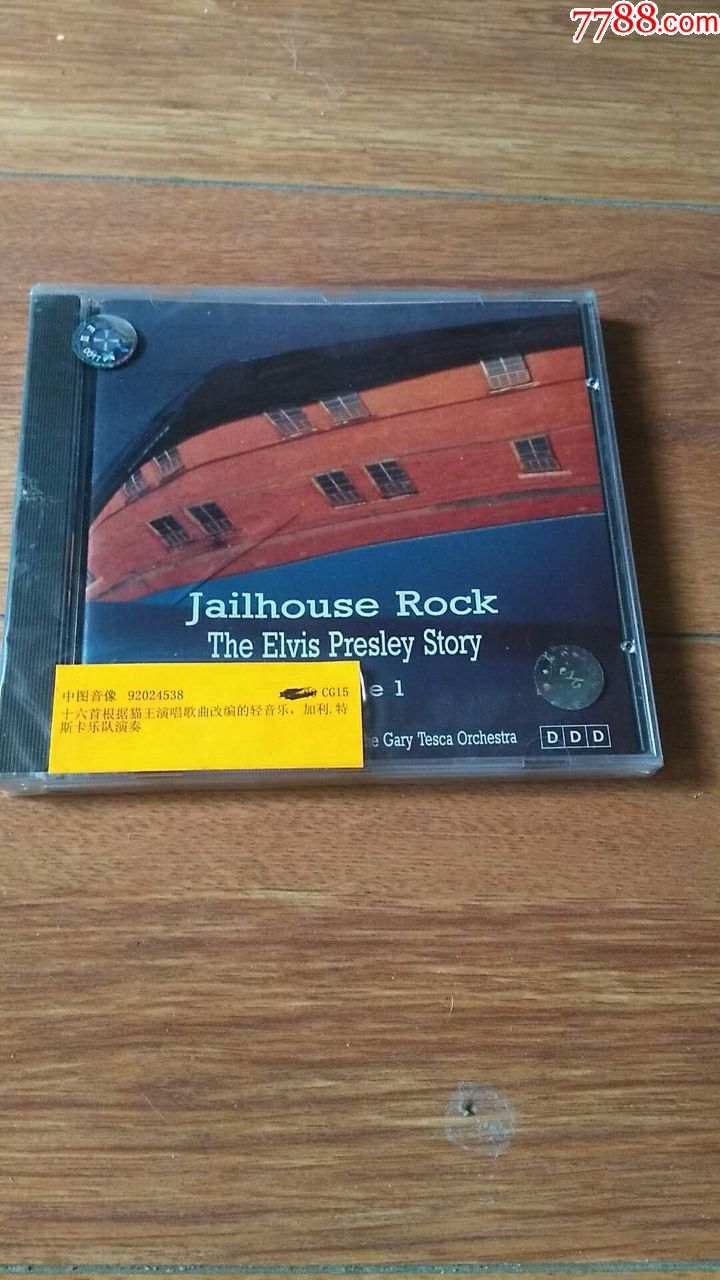 7788.com
Jailhouse Rock
The Elvis Presley Story
e 1
中图音像 92024538 CG15
十六首根据猫王演唱歌曲改编的轻音乐，加利.特
斯卡乐队演奏
he Gary Tesca Orchestra
DDD